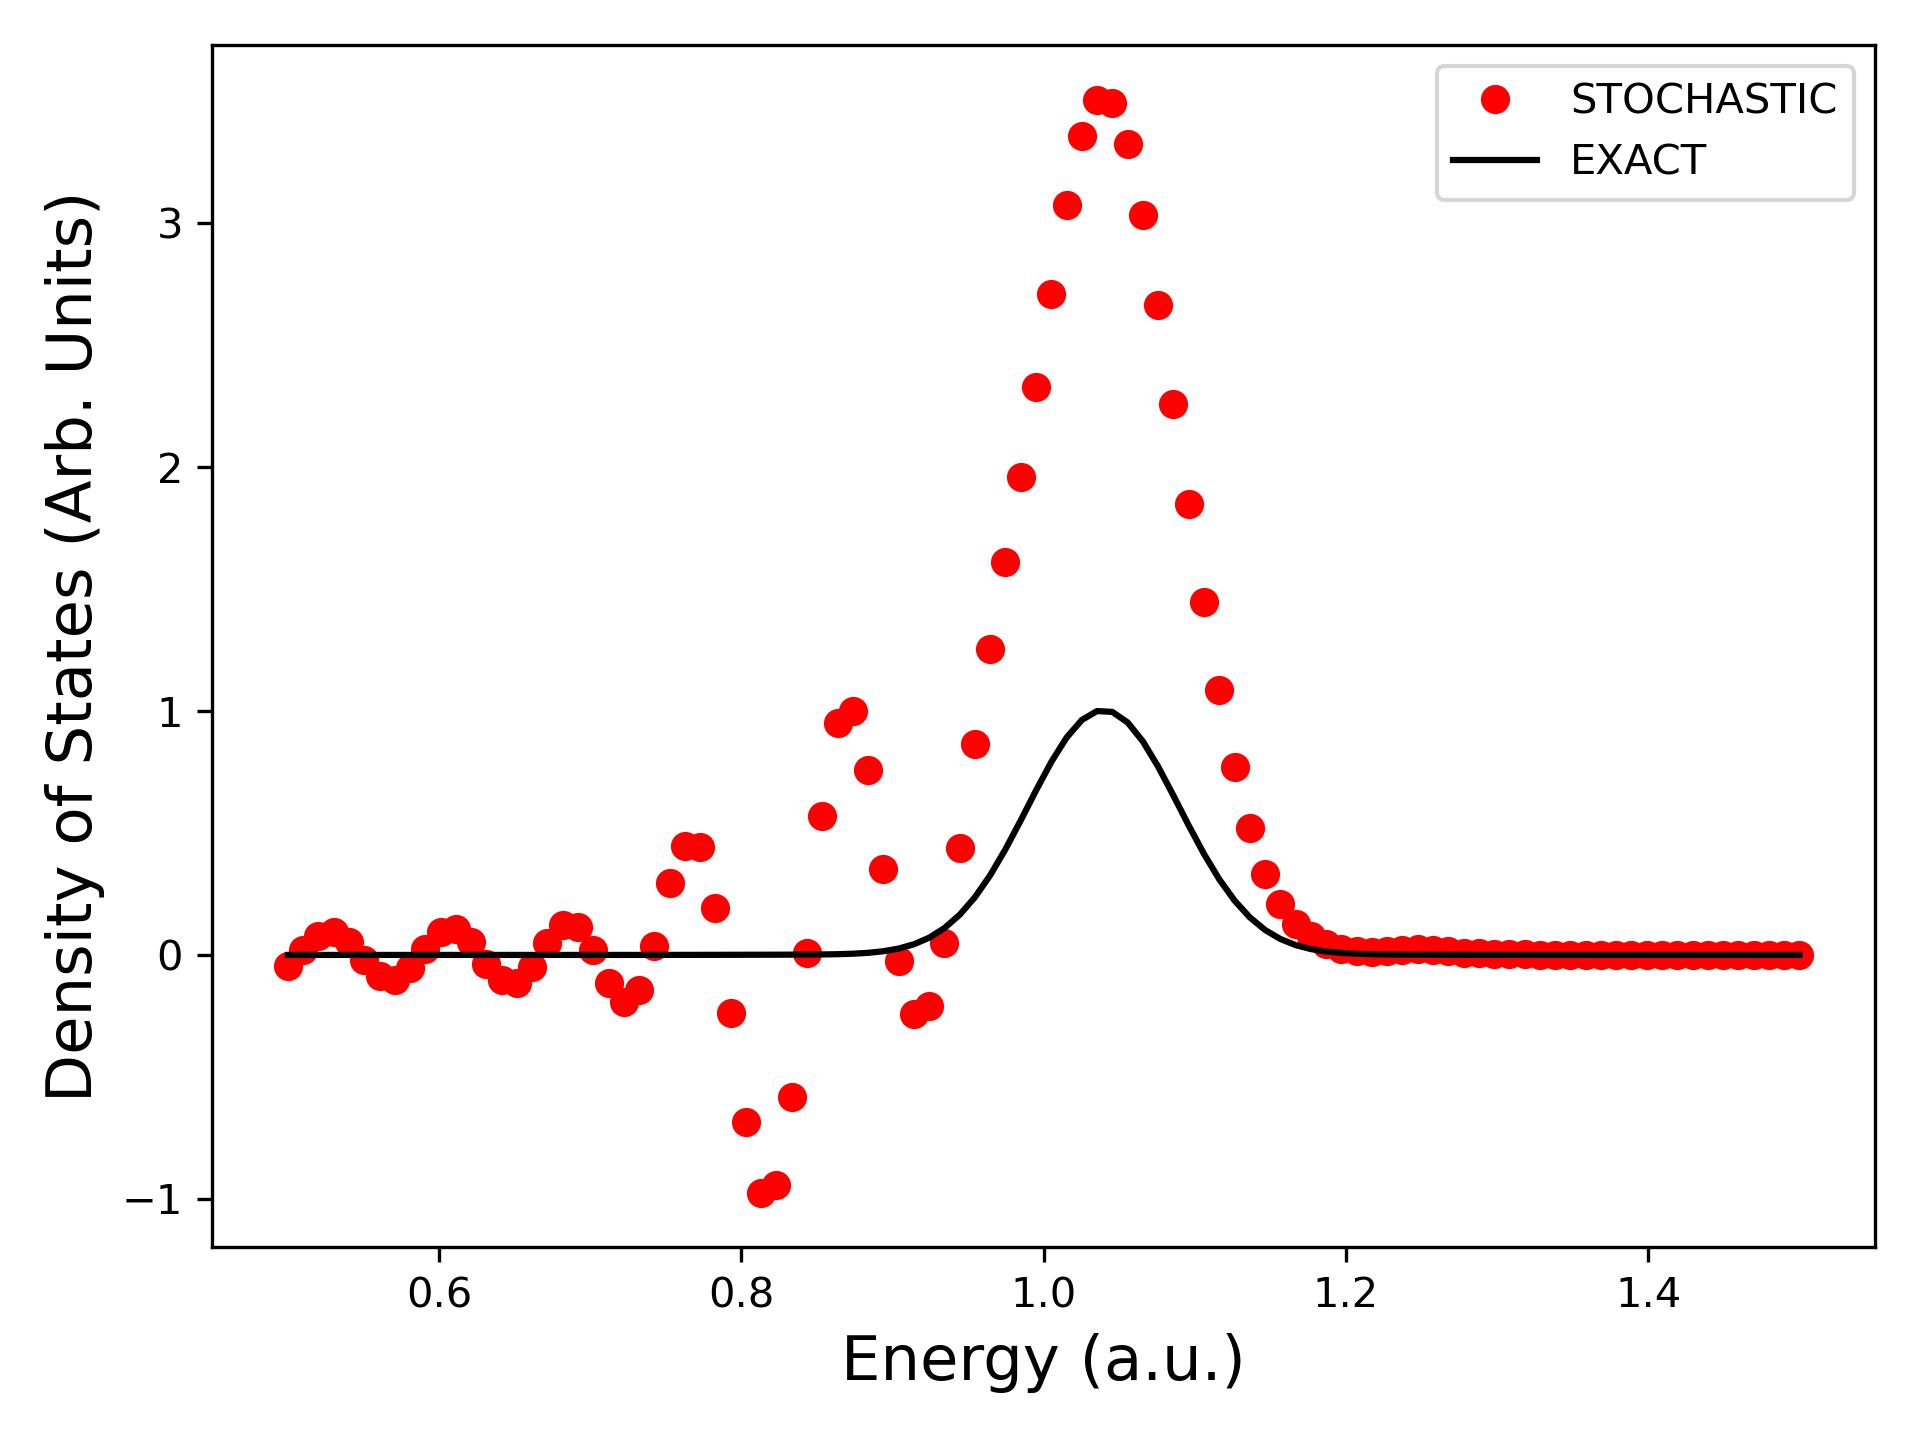 STOCHASTIC
EXACT
Density of States (Arb. Units)
3
2
1
0
−1
0.6 0.8 1.0 1.2 1.4
Energy (a.u.)